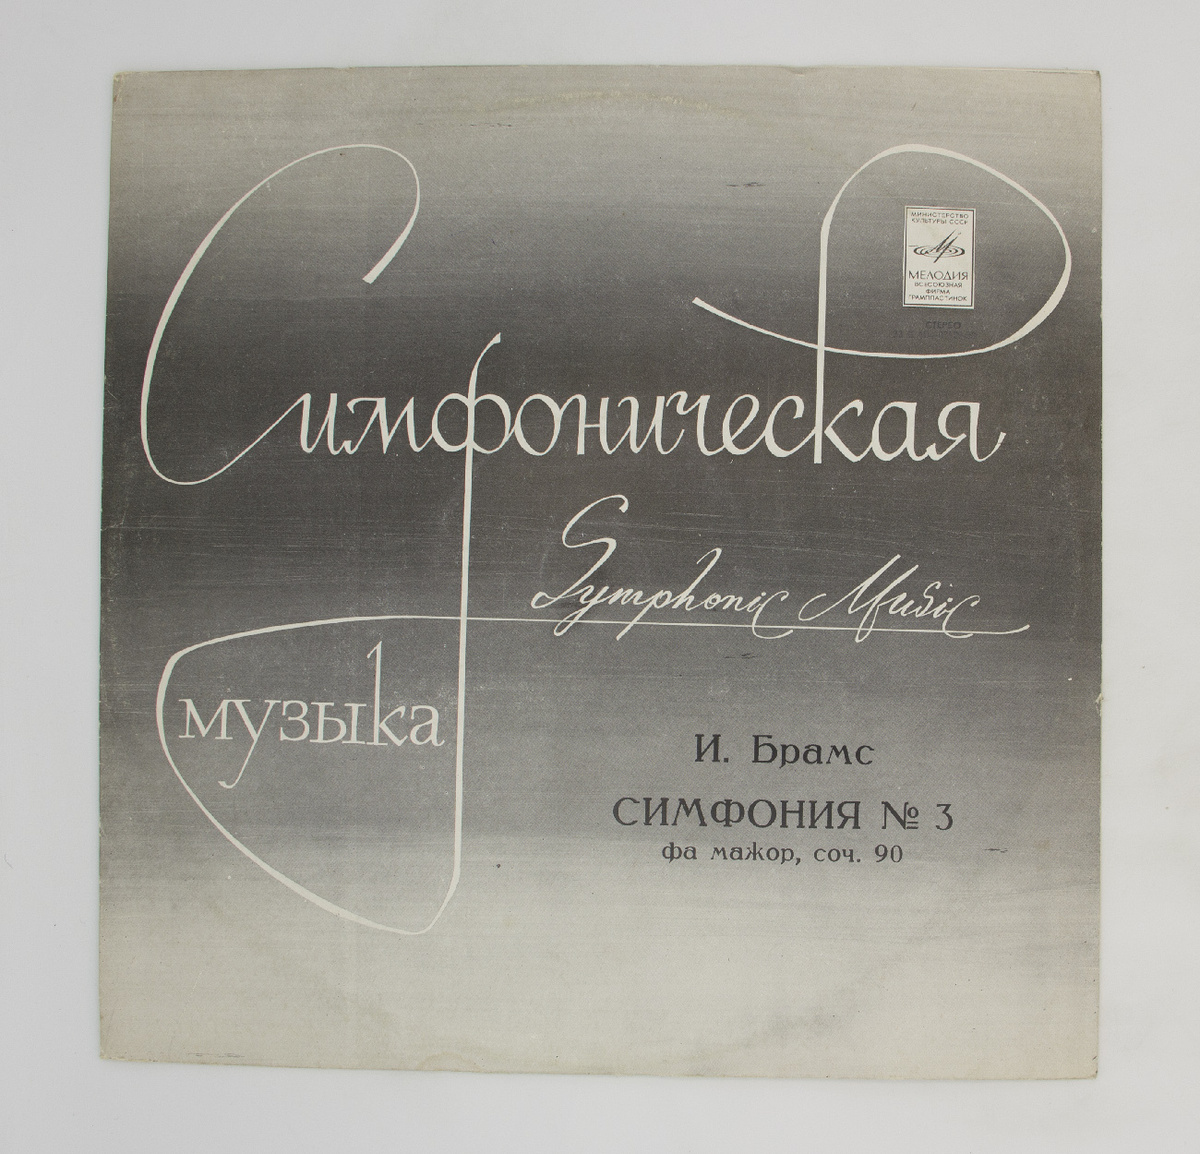 МИНИСТЕРСТВО
КУЛЬТУРЫ СССР
МЕЛОДИЯ
ВСЕСОЮЗНАЯ
ФИРМА
ГРАМПЛАСТИНОК
СТЕРЕО
Симфоническая
Symphonic Music
музыка
И. Брамс
СИМФОНИЯ № 3
фа мажор, соч. 90